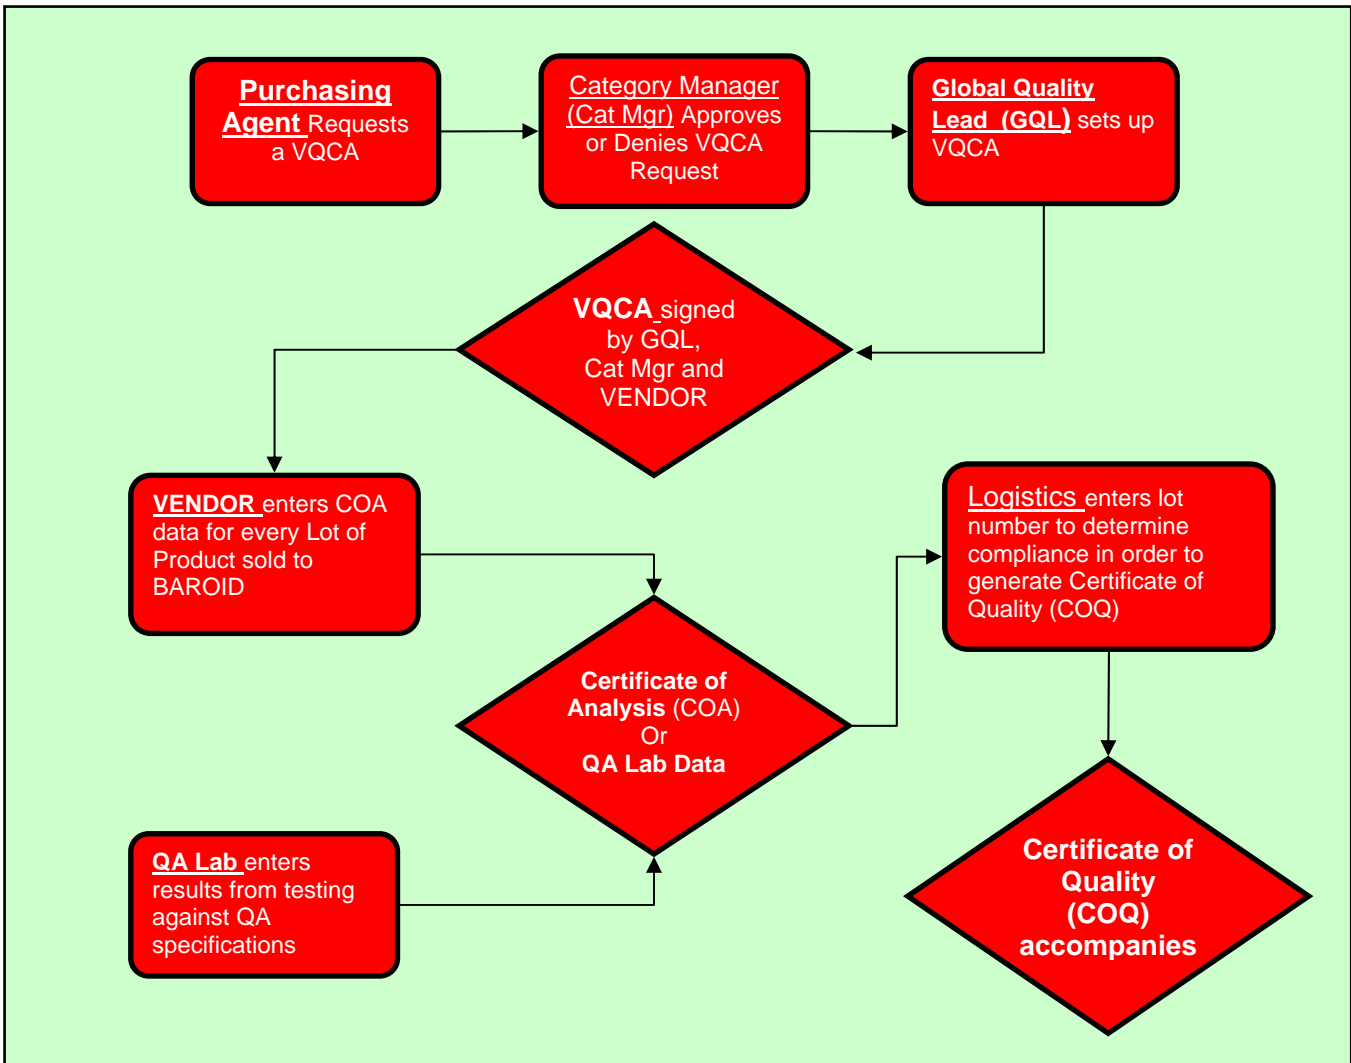 Purchasing
Agent Requests
a VQCA
Category Manager
(Cat Mgr) Approves
or Denies VQCA
Request
Global Quality
Lead (GQL) sets up
VQCA
VQCA signed
by GQL,
Cat Mgr and
VENDOR
VENDOR enters COA
data for every Lot of
Product sold to
BAROID
Logistics enters lot
number to determine
compliance in order to
generate Certificate of
Quality (COQ)
Certificate of
Analysis (COA)
Or
QA Lab Data
QA Lab enters
results from testing
against QA
specifications
Certificate of
Quality
(COQ)
accompanies